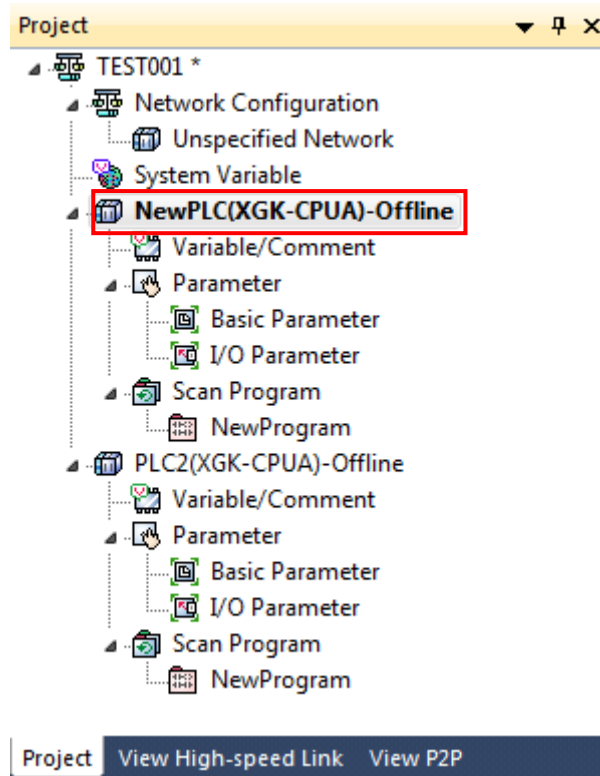 Project
TEST001 *
Network Configuration
Unspecified Network
System Variable
NewPLC(XGK-CPUA)-Offline
Variable/Comment
Parameter
Basic Parameter
I/O Parameter
Scan Program
NewProgram
PLC2(XGK-CPUA)-Offline
Variable/Comment
Parameter
Basic Parameter
I/O Parameter
Scan Program
NewProgram
Project View High-speed Link View P2P